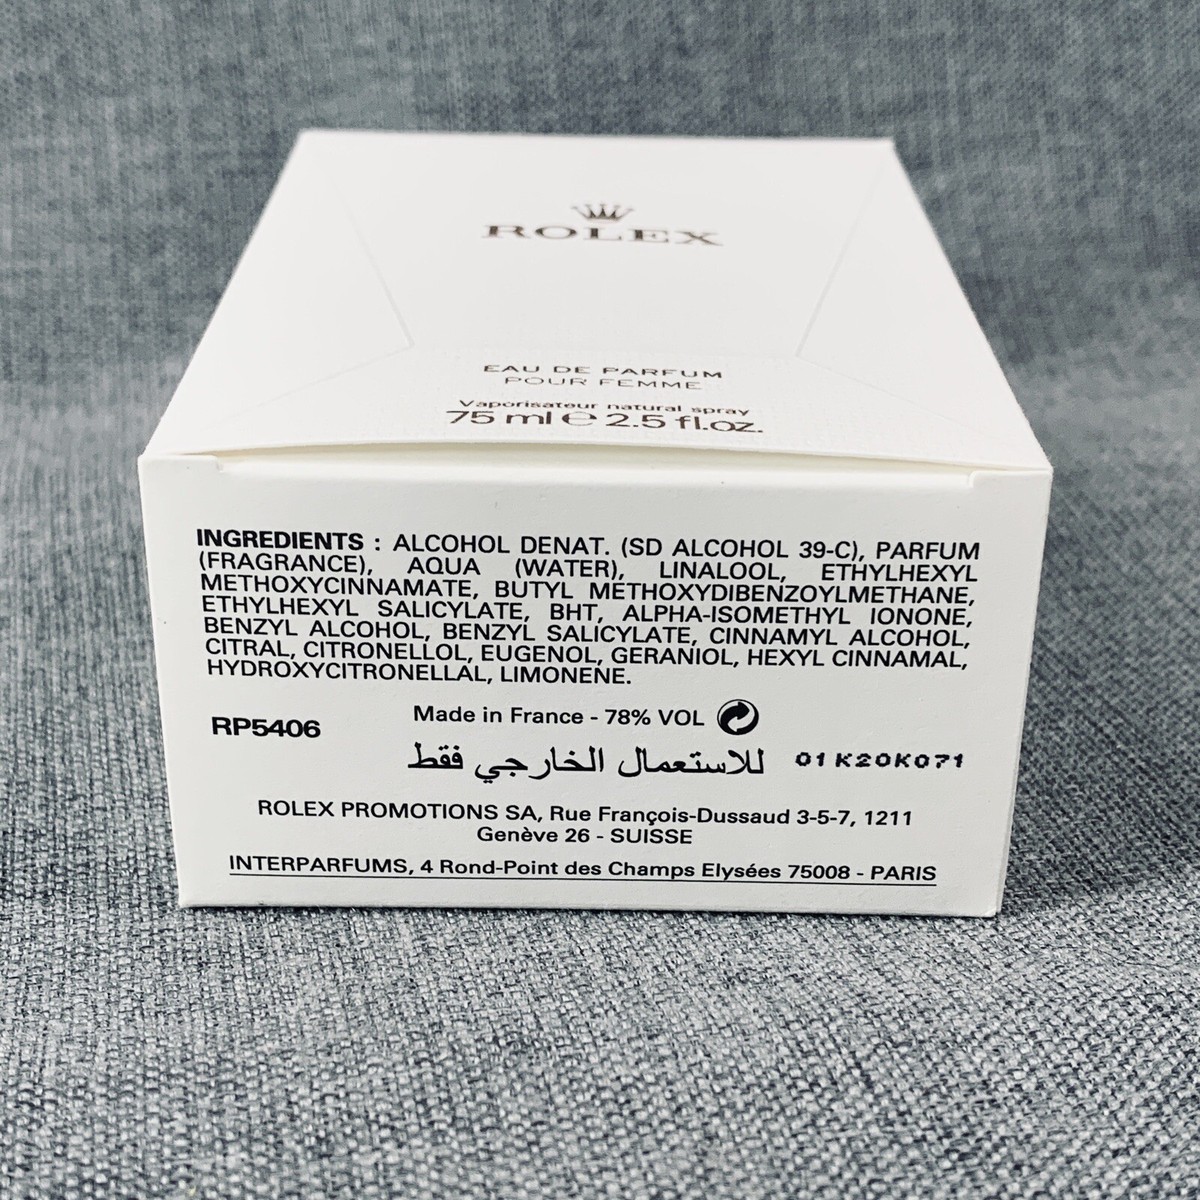 ROLEX
EAU DE PARFUM
POUR FEMME
Vaporisateur natural spray
75 ml ℮ 2.5 fl.oz.
INGREDIENTS : ALCOHOL DENAT. (SD ALCOHOL 39-C), PARFUM
(FRAGRANCE), AQUA (WATER), LINALOOL, ETHYLHEXYL
METHOXYCINNAMATE, BUTYL METHOXYDIBENZOYLMETHANE,
ETHYLHEXYL SALICYLATE, BHT, ALPHA-ISOMETHYL IONONE,
BENZYL ALCOHOL, BENZYL SALICYLATE, CINNAMYL ALCOHOL,
CITRAL, CITRONELLOL, EUGENOL, GERANIOL, HEXYL CINNAMAL,
HYDROXYCITRONELLAL, LIMONENE.
RP5406
Made in France - 78% VOL
للاستعمال الخارجي فقط
01K20K071
ROLEX PROMOTIONS SA, Rue François-Dussaud 3-5-7, 1211
Genève 26 - SUISSE
INTERPARFUMS, 4 Rond-Point des Champs Elysées 75008 - PARIS